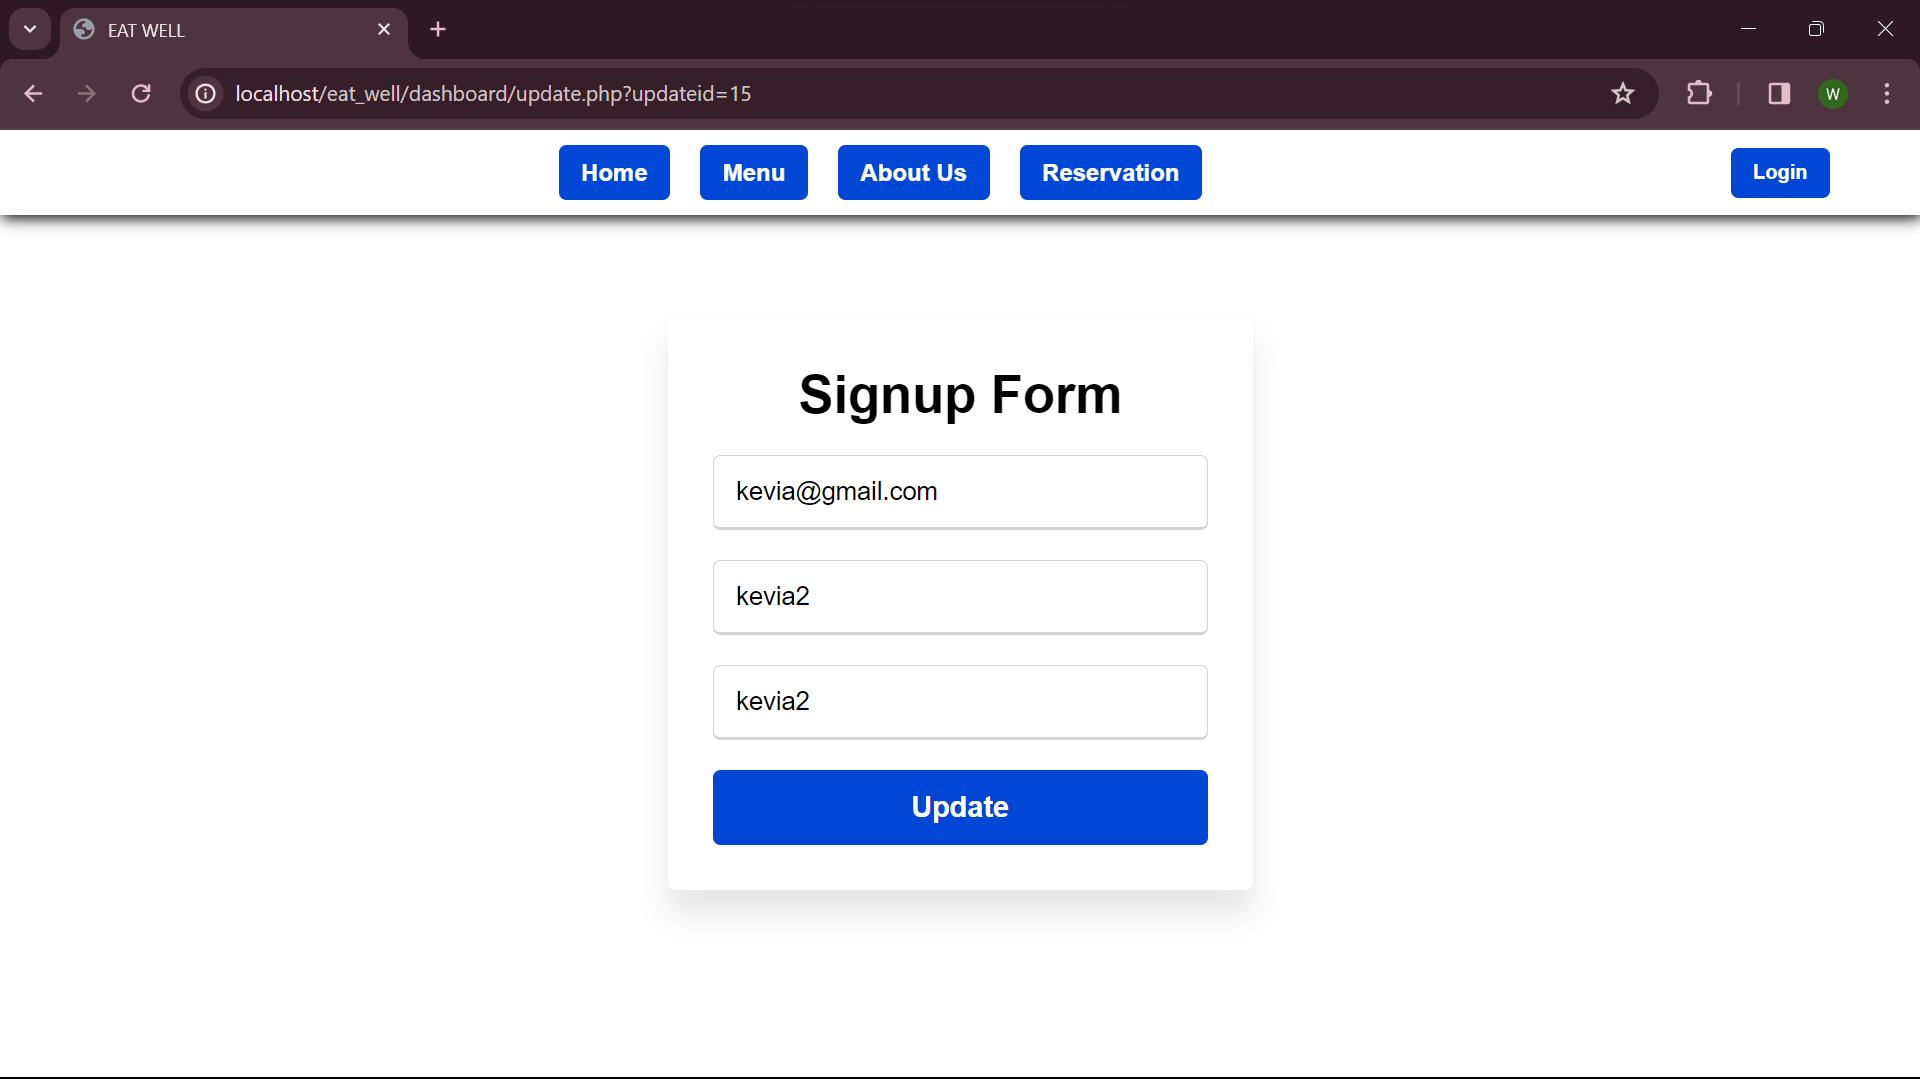 EAT WELL
localhost/eat_well/dashboard/update.php?updateid=15
W
Home Menu About Us Reservation Login
Signup Form
kevia@gmail.com
kevia2
kevia2
Update